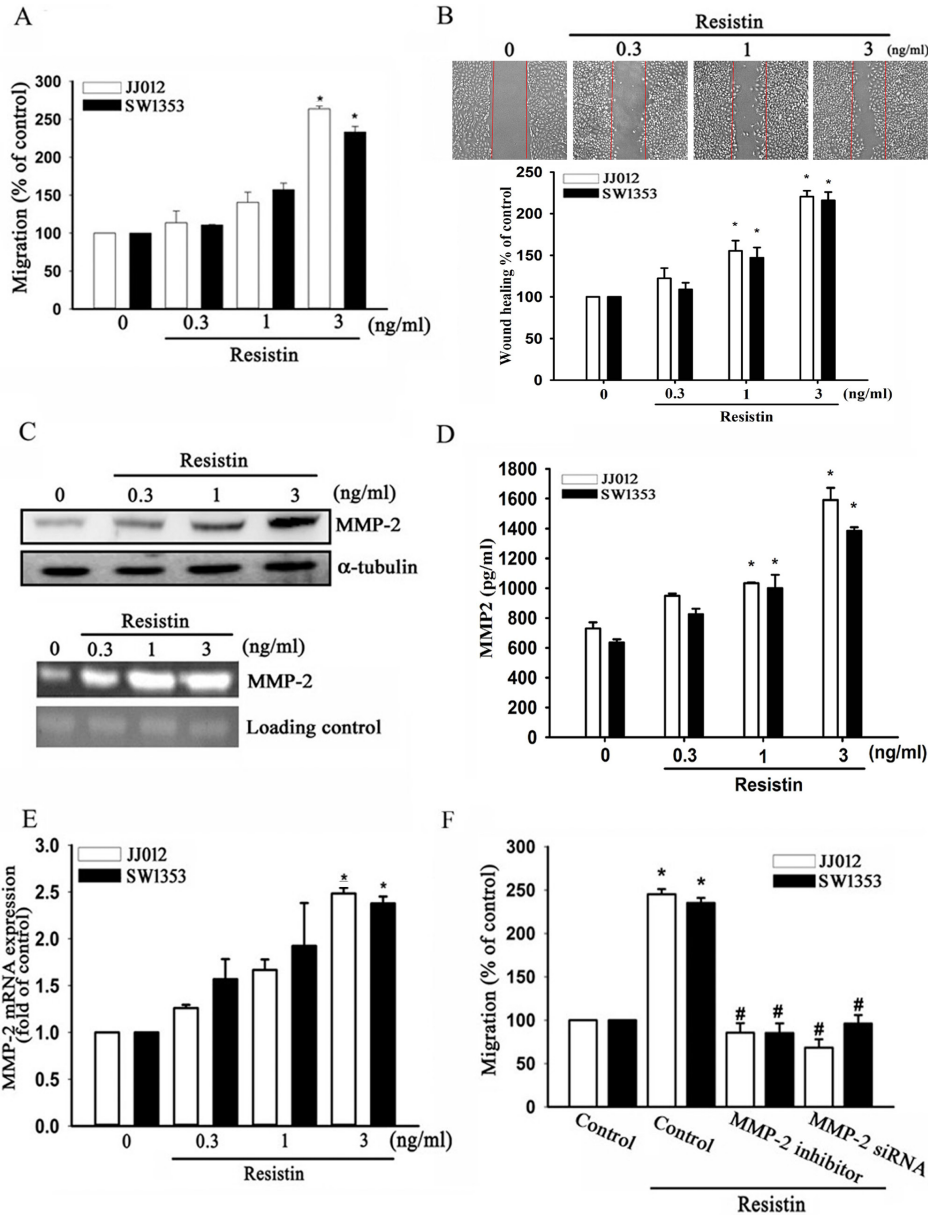 A
Migration (% of control)
300
250
200
150
100
50
0
JJ012
SW1353
*
*
0
0.3
1
3
(ng/ml)
Resistin
B
Resistin
0
0.3
1
3
(ng/ml)
Wound healing % of control
250
200
150
100
50
0
JJ012
SW1353
*
*
*
*
0
0.3
1
3
(ng/ml)
Resistin
C
Resistin
0
0.3
1
3
(ng/ml)
MMP-2
α-tubulin
Resistin
0
0.3
1
3
(ng/ml)
MMP-2
Loading control
D
MMP2 (pg/ml)
1800
1600
1400
1200
1000
800
600
400
200
0
JJ012
SW1353
*
*
*
*
0
0.3
1
3
(ng/ml)
Resistin
E
MMP-2 mRNA expression
(fold of control)
3.0
2.5
2.0
1.5
1.0
0.5
0.0
JJ012
SW1353
*
*
0
0.3
1
3
(ng/ml)
Resistin
F
Migration (% of control)
300
250
200
150
100
50
0
JJ012
SW1353
*
*
#
#
#
#
Control
Control
MMP-2 inhibitor
MMP-2 siRNA
Resistin